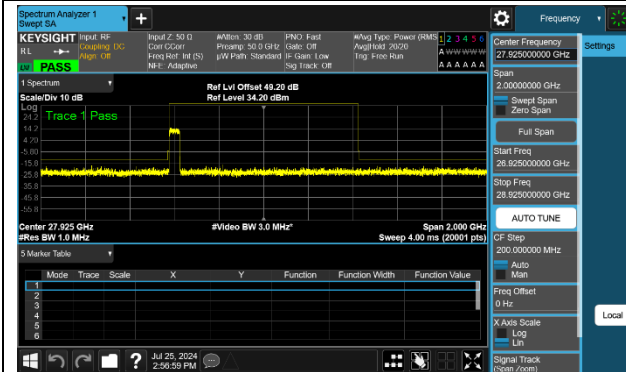 Spectrum Analyzer 1
Swept SA
+
Frequency
KEYSIGHT
RL
Input: RF
Coupling: DC
Align: Off
Input Z: 50 Ω
Corr CCorr
Freq Ref: Int (S)
NFE: Adaptive
#Atten: 30 dB
Preamp: 50.0 GHz
µW Path: Standard
PNO: Fast
Gate: Off
IF Gain: Low
Sig Track: Off
#Avg Type: Power (RMS
Avg|Hold: 20/20
Trig: Free Run
1 2 3 4 5 6
A W W W W W
A A A A A A
PASS
1 Spectrum
Scale/Div 10 dB
Ref Lvl Offset 49.20 dB
Ref Level 34.20 dBm
Log
Trace 1 Pass
24.2
14.2
4.20
-5.80
-15.8
-25.8
-35.8
-45.8
-55.8
Center 27.925 GHz
#Res BW 1.0 MHz
#Video BW 3.0 MHz*
Span 2.000 GHz
Sweep 4.00 ms (20001 pts)
5 Marker Table
Mode Trace Scale X Y Function Function Width Function Value
1
2
3
4
5
6
Jul 25, 2024
2:56:59 PM
Center Frequency
27.925000000 GHz
Span
2.00000000 GHz
Swept Span
Zero Span
Full Span
Start Freq
26.925000000 GHz
Stop Freq
28.925000000 GHz
AUTO TUNE
CF Step
200.000000 MHz
Auto
Man
Freq Offset
0 Hz
X Axis Scale
Log
Lin
Signal Track
(Span Zoom)
Settings
Local